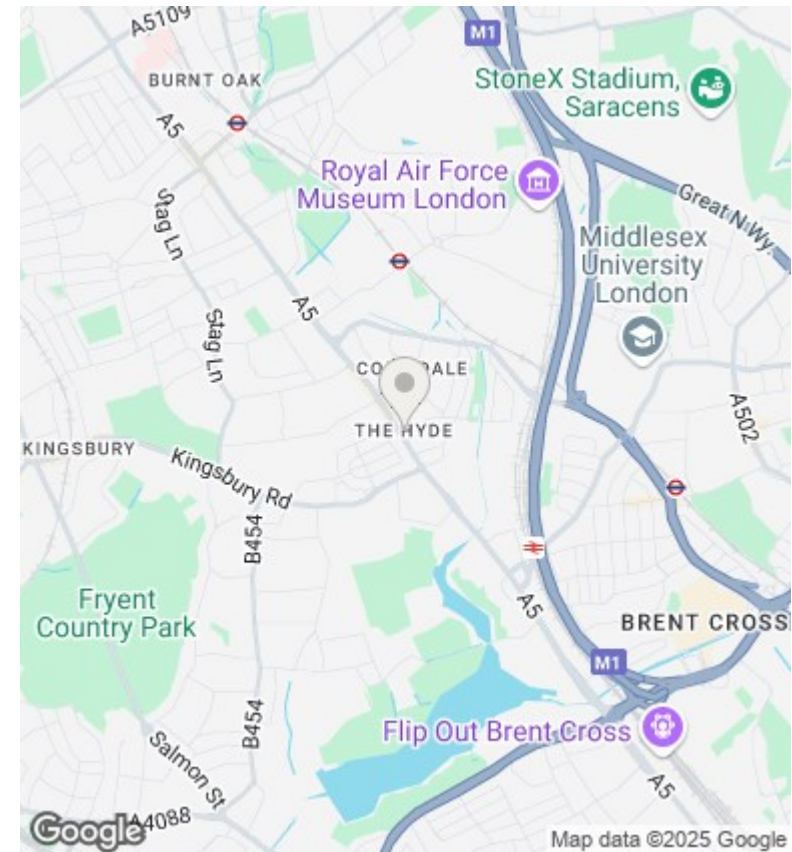 A5109
M1
BURNT OAK
StoneX Stadium,
Saracens
A5
Royal Air Force
Museum London
Great N Wy.
Stag Ln
Middlesex
University
London
A5
Stag Ln
A502
THE HYDE
KINGSBURY
Kingsbury Rd
B454
Fryent
Country Park
A5
BRENT CROSS
M1
B454
Flip Out Brent Cross
Salmon St
A5
A4088
Google
Map data ©2025 Google